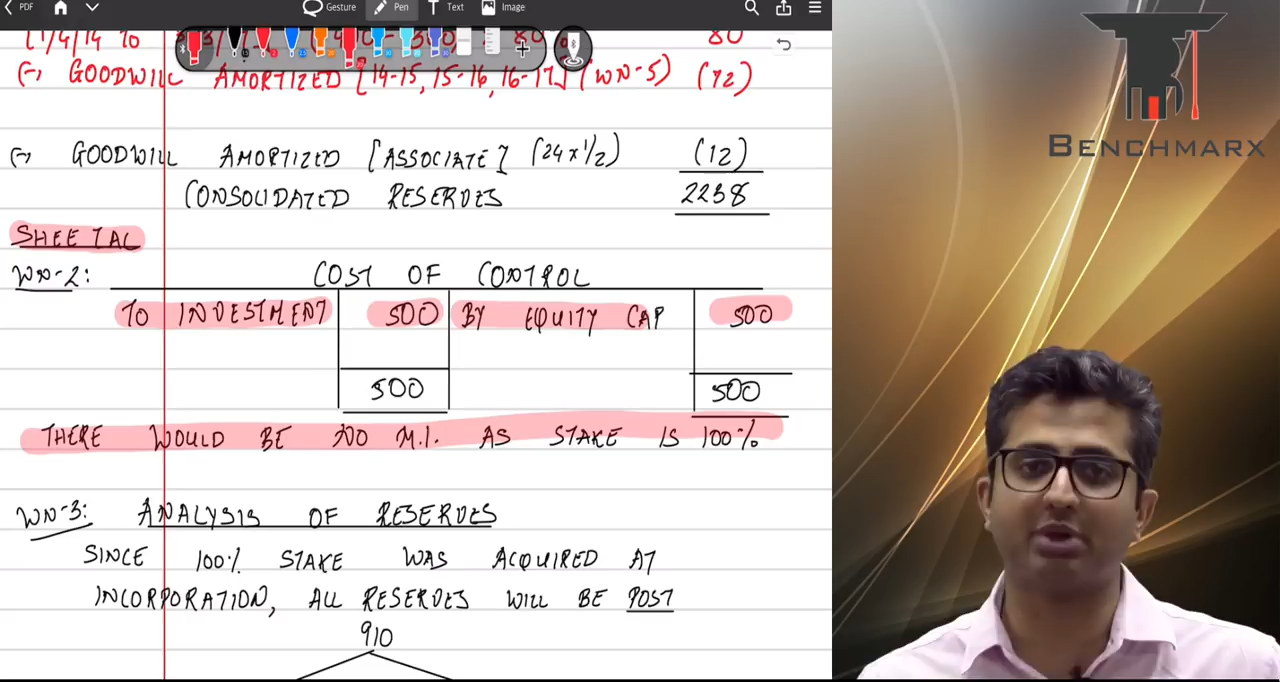 PDF Gesture Pen Text Image
80
(-) GOODWILL AMORTIZED [14-15, 15-16, 16-17] (WN-5) (72)
(-) GOODWILL AMORTIZED [ASSOCIATE] (24 x 1/2) (12)
CONSOLIDATED RESERVES 2238
SHEETAL
WN-2: COST OF CONTROL
TO INVESTMENT 500 BY EQUITY CAP 500
500 500
THERE WOULD BE NO M.I. AS STAKE IS 100%
WN-3: ANALYSIS OF RESERVES
SINCE 100% STAKE WAS ACQUIRED AT
INCORPORATION, ALL RESERVES WILL BE POST
910
BENCHMARX